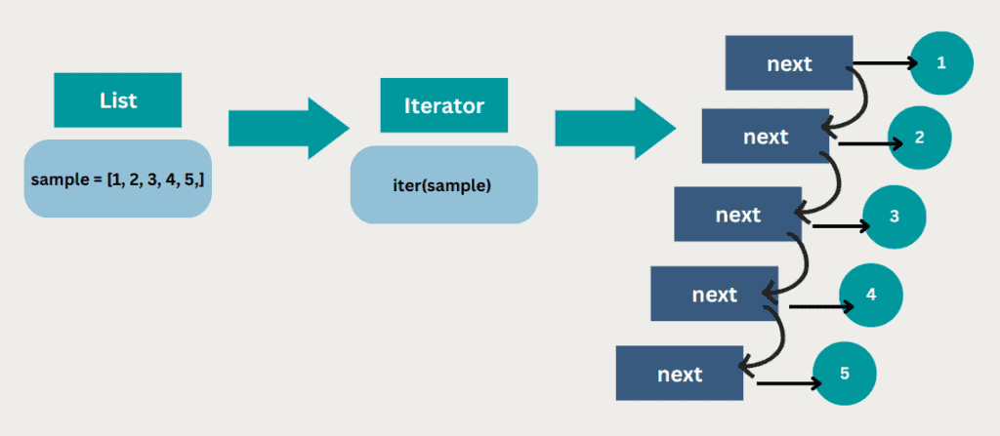 List
sample = [1, 2, 3, 4, 5,]
Iterator
iter(sample)
next
1
next
2
next
3
next
4
next
5